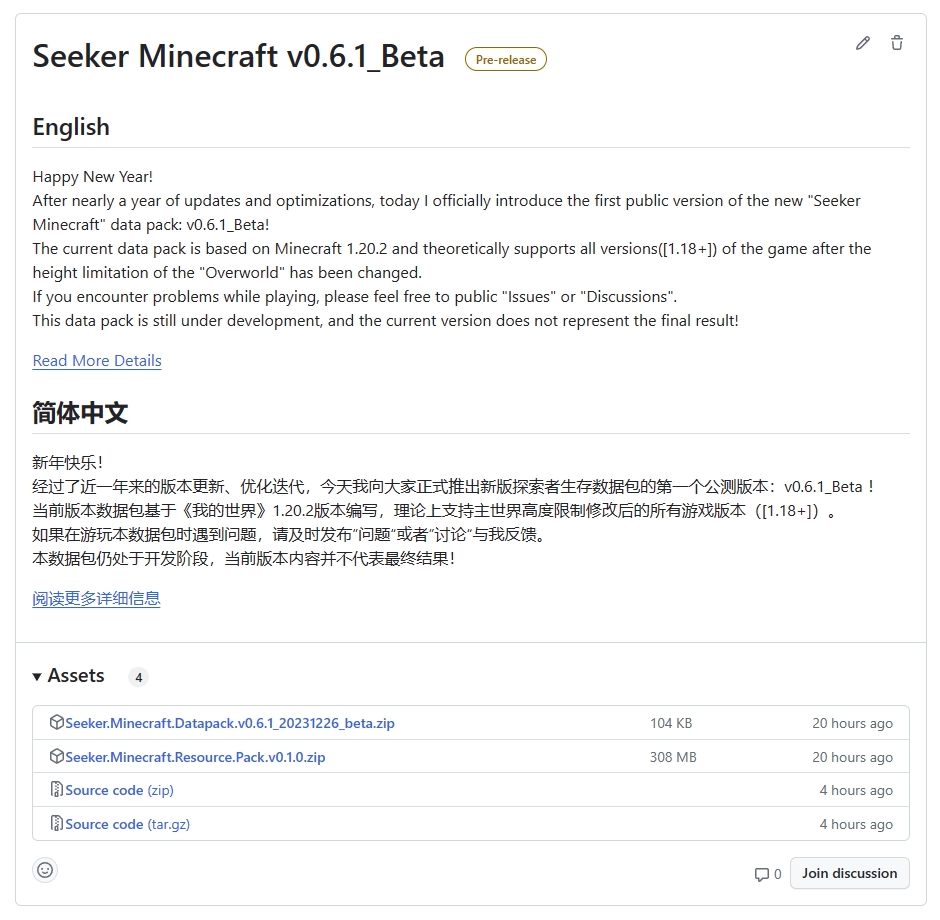 Seeker Minecraft v0.6.1_Beta Pre-release
English
Happy New Year!
After nearly a year of updates and optimizations, today I officially introduce the first public version of the new "Seeker
Minecraft" data pack: v0.6.1_Beta!
The current data pack is based on Minecraft 1.20.2 and theoretically supports all versions([1.18+]) of the game after the
height limitation of the "Overworld" has been changed.
If you encounter problems while playing, please feel free to public "Issues" or "Discussions".
This data pack is still under development, and the current version does not represent the final result!
Read More Details
简体中文
新年快乐！
经过了近一年来的版本更新、优化迭代，今天我向大家正式推出新版探索者生存数据包的第一个公测版本：v0.6.1_Beta！
当前版本数据包基于《我的世界》1.20.2版本编写，理论上支持主世界高度限制修改后的所有游戏版本（[1.18+]）。
如果在游玩本数据包时遇到问题，请及时发布"问题"或者"讨论"与我反馈。
本数据包仍处于开发阶段，当前版本内容并不代表最终结果！
阅读更多详细信息
Assets 4
Seeker.Minecraft.Datapack.v0.6.1_20231226_beta.zip 104 KB 20 hours ago
Seeker.Minecraft.Resource.Pack.v0.1.0.zip 308 MB 20 hours ago
Source code (zip) 4 hours ago
Source code (tar.gz) 4 hours ago
0 Join discussion